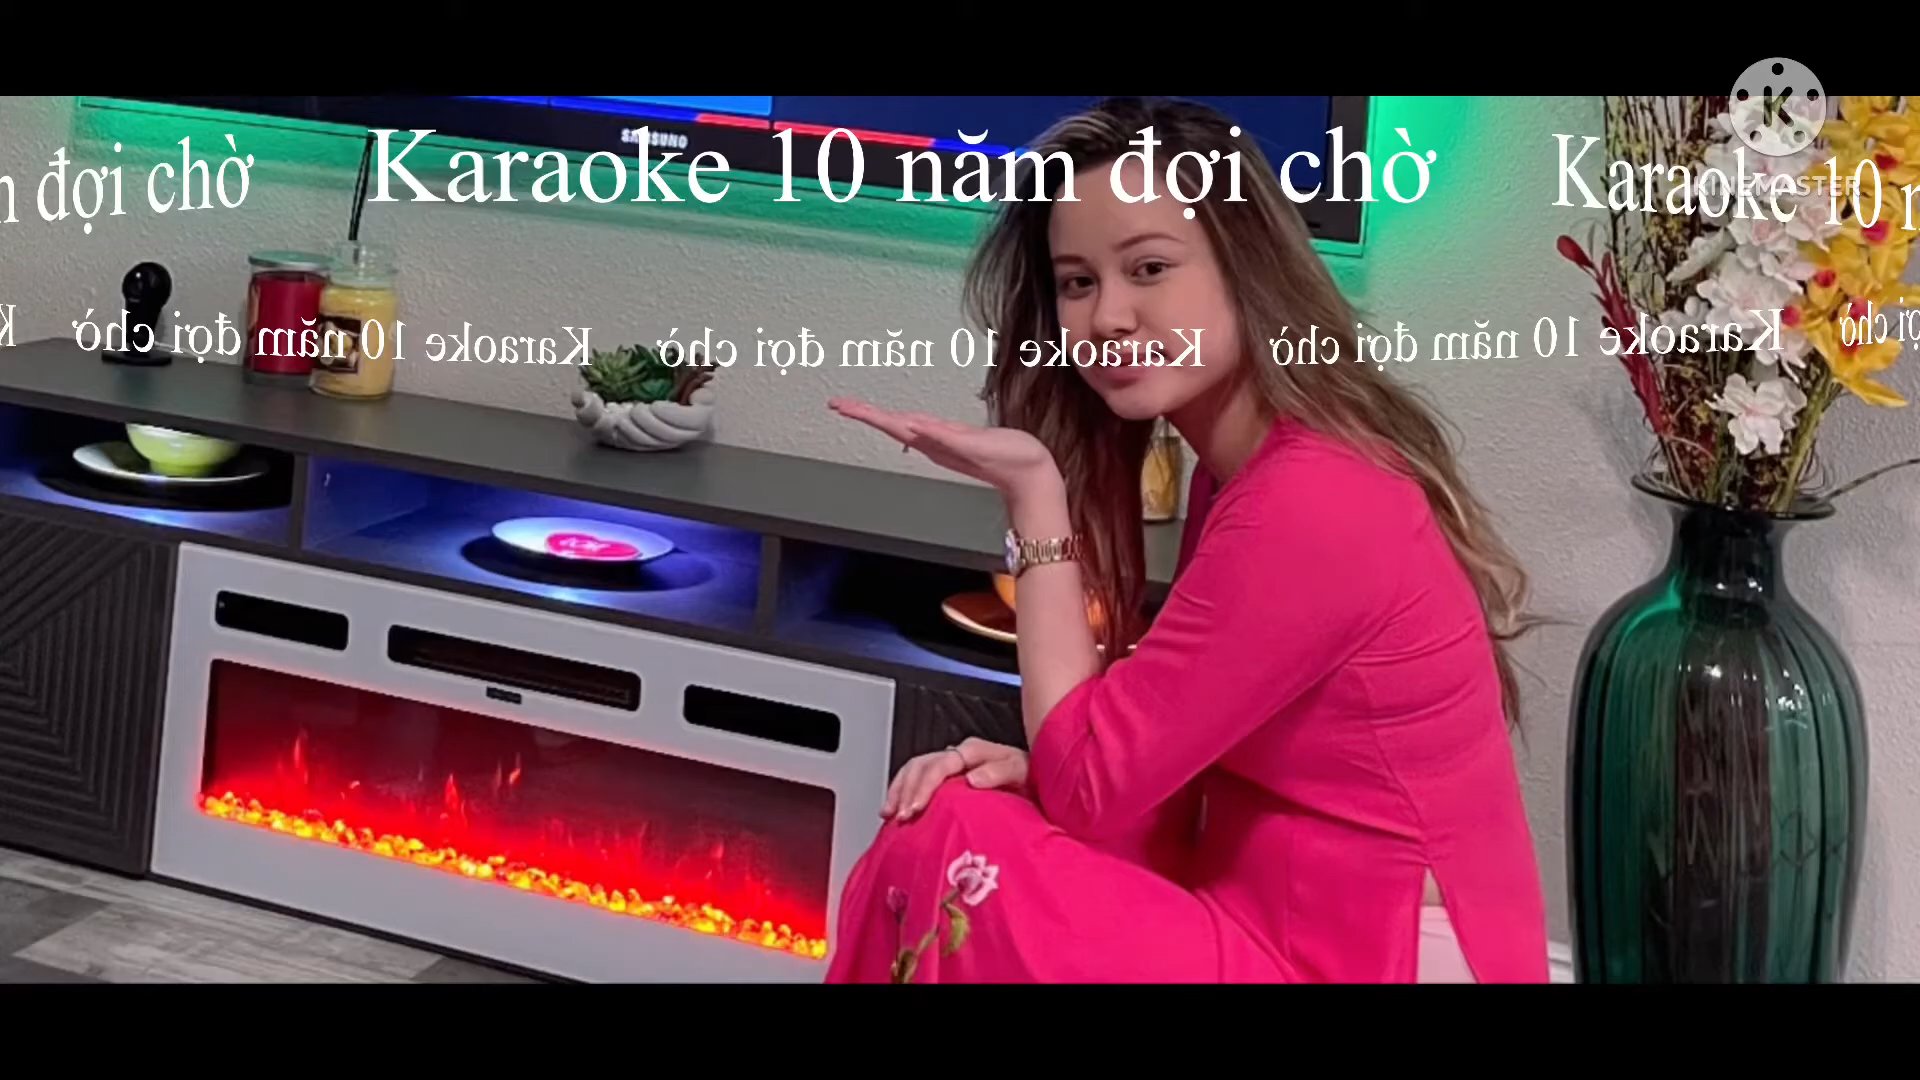 SAMSUNG
Karaoke 10 năm đợi chờ
đợi chờ
Karaoke 10
KINEMASTER
Karaoke 10 năm đợi chờ Karaoke 10 năm đợi chờ Karaoke 10 năm đợi chờ